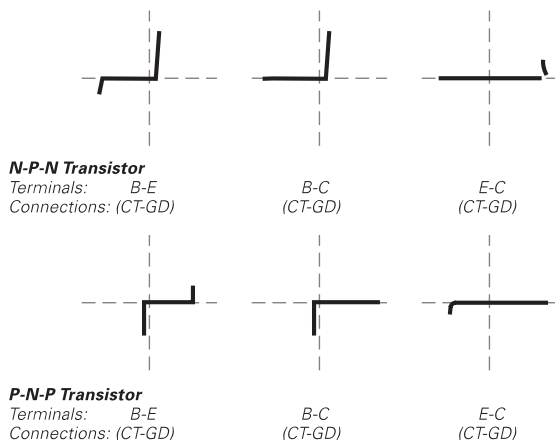 N-P-N Transistor
Terminals: B-E B-C E-C
Connections: (CT-GD) (CT-GD) (CT-GD)
P-N-P Transistor
Terminals: B-E B-C E-C
Connections: (CT-GD) (CT-GD) (CT-GD)